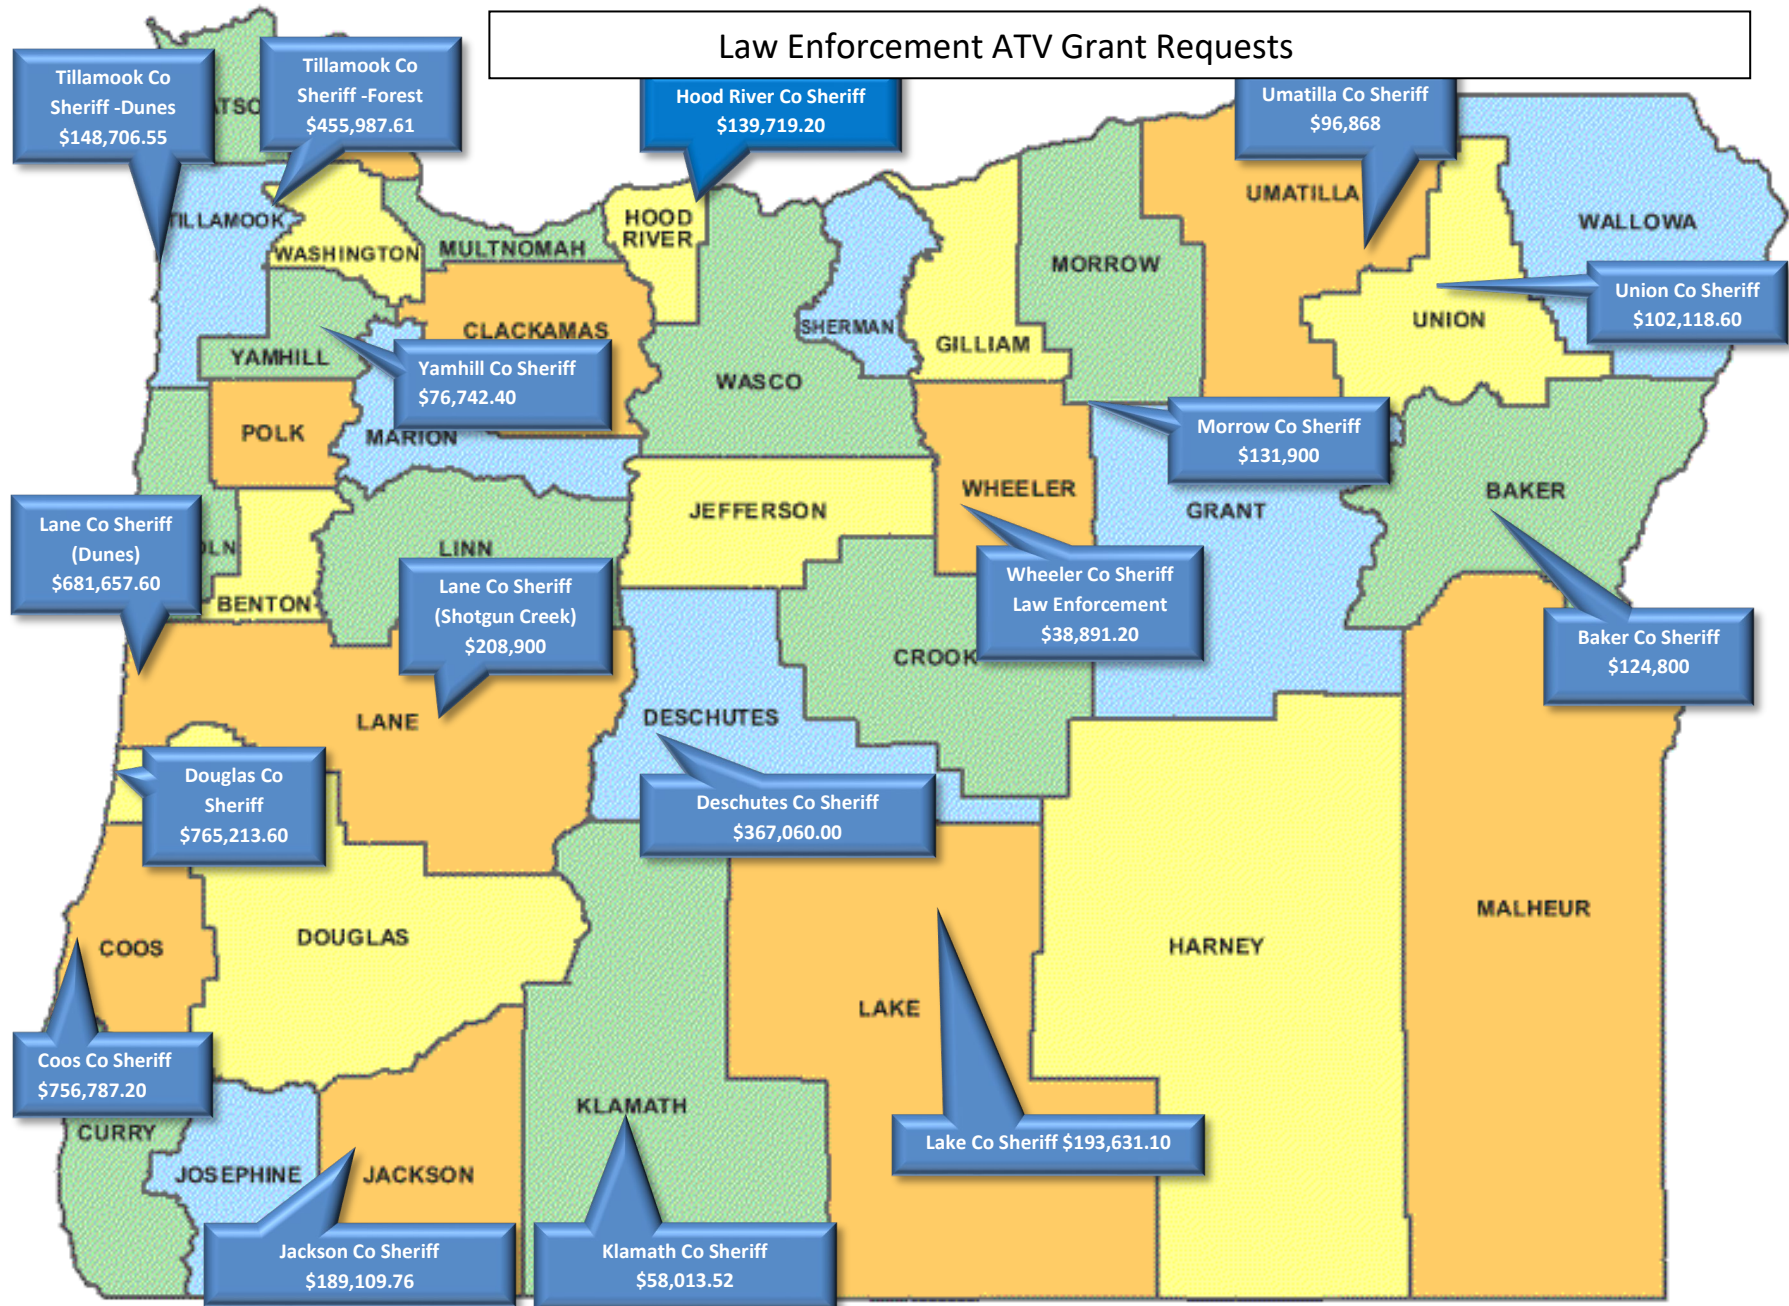 Law Enforcement ATV Grant Requests
Tillamook Co
Sheriff -Dunes
$148,706.55
Tillamook Co
Sheriff -Forest
$455,987.61
Hood River Co Sheriff
$139,719.20
Umatilla Co Sheriff
$96,868
TILLAMOOK
WASHINGTON
MULTNOMAH
HOOD
RIVER
MORROW
UMATILLA
WALLOWA
Union Co Sheriff
$102,118.60
CLACKAMAS
SHERMAN
GILLIAM
UNION
YAMHILL
Yamhill Co Sheriff
$76,742.40
WASCO
POLK
MARION
Morrow Co Sheriff
$131,900
WHEELER
JEFFERSON
GRANT
BAKER
Lane Co Sheriff
(Dunes)
$681,657.60
LINN
BENTON
Lane Co Sheriff
(Shotgun Creek)
$208,900
Wheeler Co Sheriff
Law Enforcement
$38,891.20
Baker Co Sheriff
$124,800
CROOK
LANE
DESCHUTES
Douglas Co
Sheriff
$765,213.60
Deschutes Co Sheriff
$367,060.00
COOS
DOUGLAS
HARNEY
MALHEUR
LAKE
Coos Co Sheriff
$756,787.20
KLAMATH
CURRY
Lake Co Sheriff $193,631.10
JOSEPHINE
JACKSON
Jackson Co Sheriff
$189,109.76
Klamath Co Sheriff
$58,013.52